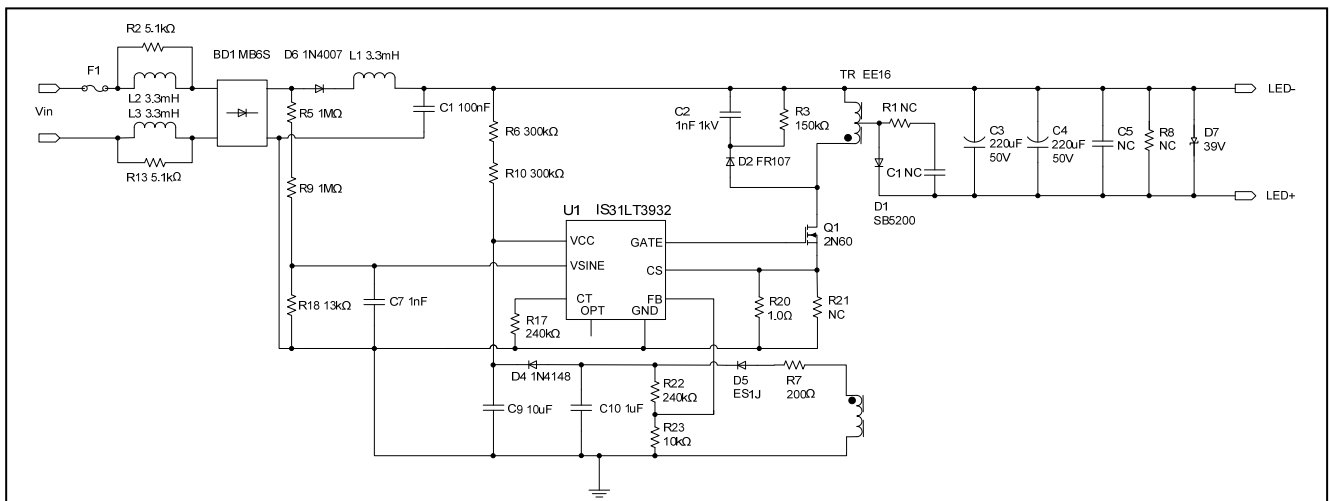 R2 5.1kΩ
F1
L2 3.3mH
L3 3.3mH
Vin
R13 5.1kΩ
BD1 MB6S
D6 1N4007
L1 3.3mH
R5 1MΩ
C1 100nF
R9 1MΩ
R18 13kΩ
C7 1nF
R6 300kΩ
R10 300kΩ
U1
IS31LT3932
VCC
VSINE
CT
OPT
GATE
CS
FB
GND
R17
240kΩ
C2
1nF 1kV
R3
150kΩ
D2 FR107
TR EE16
R1 NC
C1 NC
D1
SB5200
Q1
2N60
R20
1.0Ω
R21
NC
C3
220uF
50V
C4
220uF
50V
C5
NC
R8
NC
D7
39V
LED-
LED+
D4 1N4148
C9 10uF
C10 1uF
R22
240kΩ
R23
10kΩ
D5
ES1J
R7
200Ω